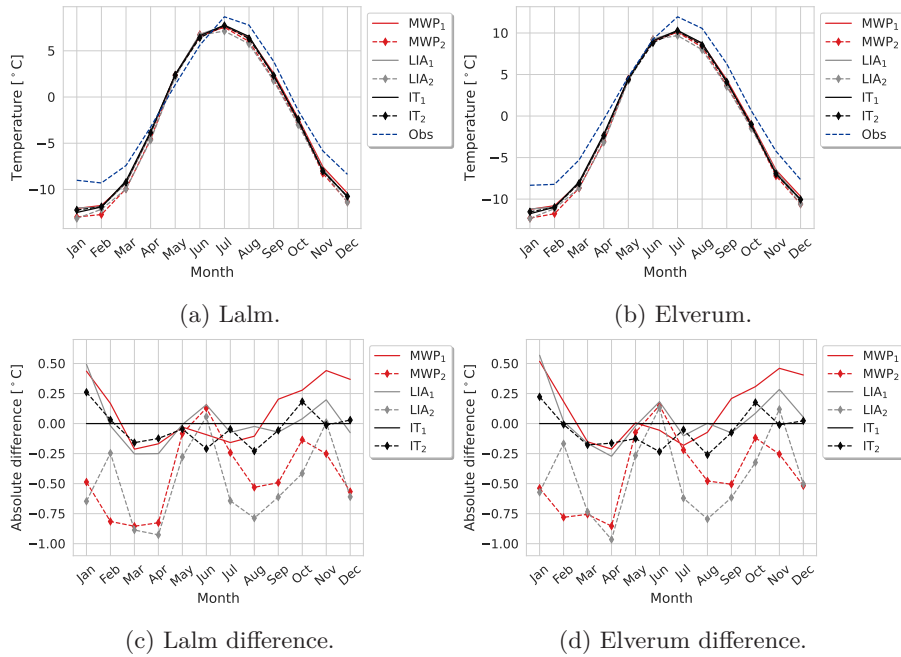 Temperature [°C]
5
0
−5
−10
Jan Feb Mar Apr May Jun Jul Aug Sep Oct Nov Dec
Month
MWP₁
MWP₂
LIA₁
LIA₂
IT₁
IT₂
Obs
(a) Lalm.
Temperature [°C]
10
5
0
−5
−10
Jan Feb Mar Apr May Jun Jul Aug Sep Oct Nov Dec
Month
MWP₁
MWP₂
LIA₁
LIA₂
IT₁
IT₂
Obs
(b) Elverum.
Absolute difference [°C]
0.50
0.25
0.00
−0.25
−0.50
−0.75
−1.00
Jan Feb Mar Apr May Jun Jul Aug Sep Oct Nov Dec
Month
MWP₁
MWP₂
LIA₁
LIA₂
IT₁
IT₂
(c) Lalm difference.
Absolute difference [°C]
0.50
0.25
0.00
−0.25
−0.50
−0.75
−1.00
Jan Feb Mar Apr May Jun Jul Aug Sep Oct Nov Dec
Month
MWP₁
MWP₂
LIA₁
LIA₂
IT₁
IT₂
(d) Elverum difference.